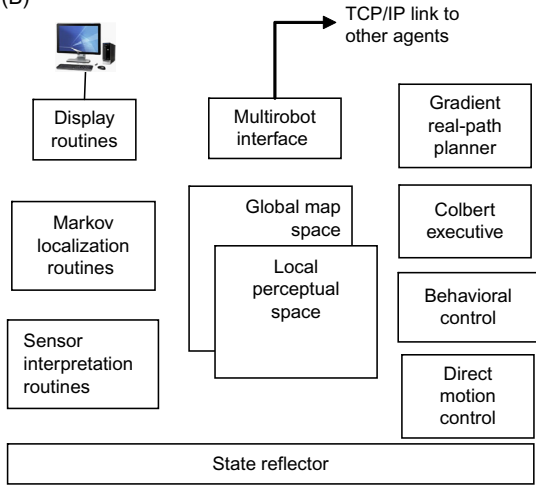 (B)
TCP/IP link to
other agents
Display
routines
Multirobot
interface
Gradient
real-path
planner
Markov
localization
routines
Global map
space
Local
perceptual
space
Colbert
executive
Behavioral
control
Sensor
interpretation
routines
Direct
motion
control
State reflector